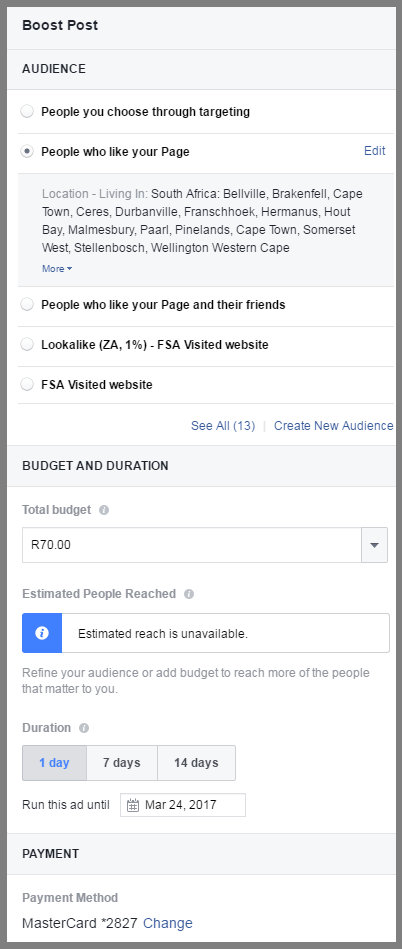 Boost Post
AUDIENCE
People you choose through targeting
People who like your Page Edit
Location - Living In: South Africa: Bellville, Brakenfell, Cape
Town, Ceres, Durbanville, Franschhoek, Hermanus, Hout
Bay, Malmesbury, Paarl, Pinelands, Cape Town, Somerset
West, Stellenbosch, Wellington Western Cape
More
People who like your Page and their friends
Lookalike (ZA, 1%) - FSA Visited website
FSA Visited website
See All (13) | Create New Audience
BUDGET AND DURATION
Total budget
R70.00
Estimated People Reached
Estimated reach is unavailable.
Refine your audience or add budget to reach more of the people
that matter to you.
Duration
1 day 7 days 14 days
Run this ad until Mar 24, 2017
PAYMENT
Payment Method
MasterCard *2827 Change